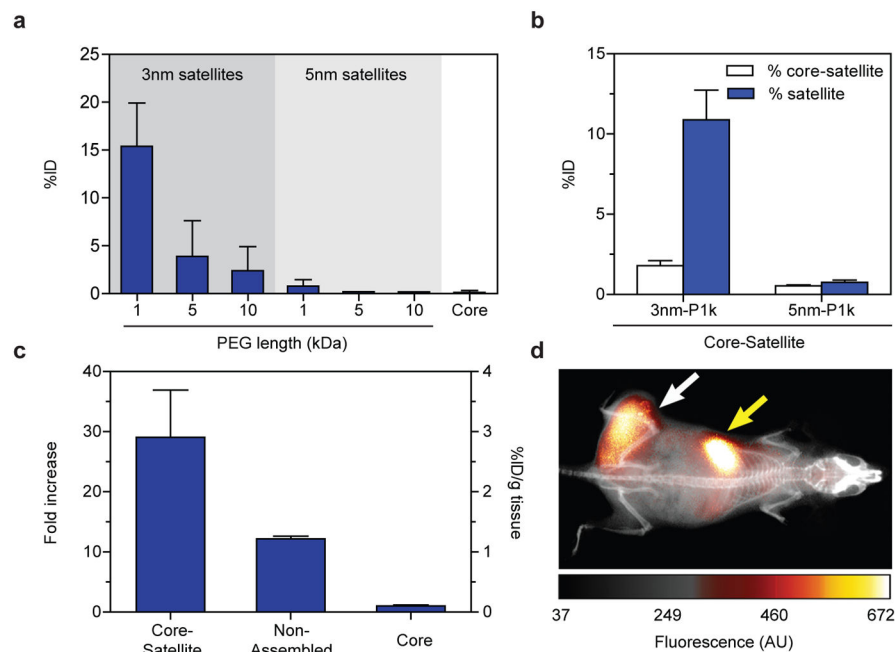 a
25
20
15
10
5
0
%ID
3nm satellites
5nm satellites
1 5 10 1 5 10 Core
PEG length (kDa)
b
15
10
5
0
%ID
% core-satellite
% satellite
3nm-P1k 5nm-P1k
Core-Satellite
c
40
30
20
10
0
Fold increase
4
3
2
1
0
%ID/g tissue
Core-
Satellite
Non-
Assembled
Core
d
37 249 460 672
Fluorescence (AU)